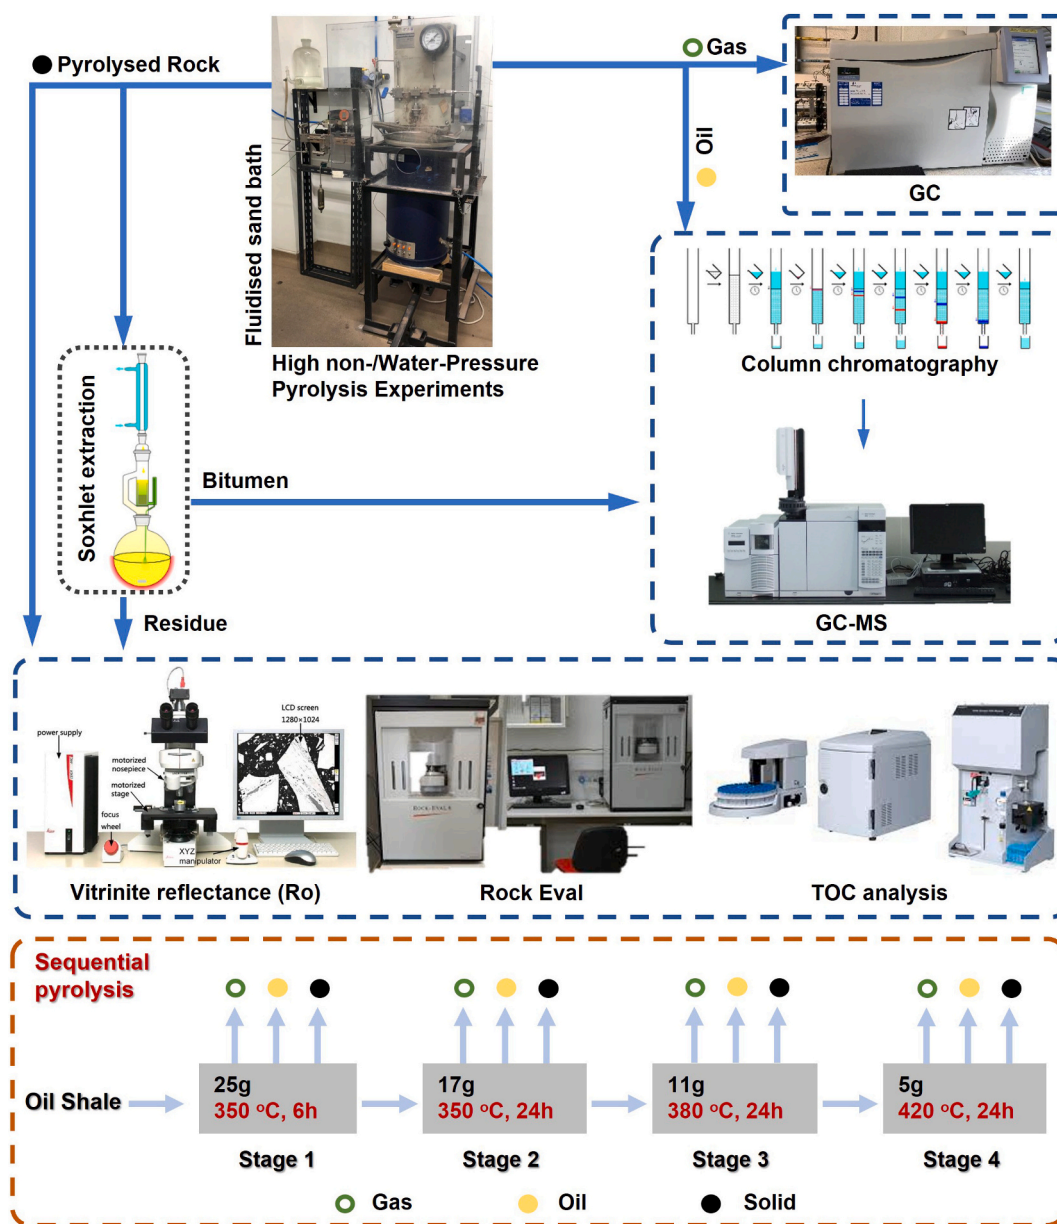 Pyrolysed Rock
Gas
Oil
Fluidised sand bath
GC
High non-/Water-Pressure
Pyrolysis Experiments
Column chromatography
Soxhlet extraction
Bitumen
GC-MS
Residue
power supply
LCD screen
1280×1024
motorized
nosepiece
motorized
stage
focus
wheel
XYZ
manipulator
ROCK-EVAL 6
Vitrinite reflectance (Ro)
Rock Eval
TOC analysis
Sequential
pyrolysis
Oil Shale
25g
350 °C, 6h
17g
350 °C, 24h
11g
380 °C, 24h
5g
420 °C, 24h
Stage 1
Stage 2
Stage 3
Stage 4
Gas
Oil
Solid